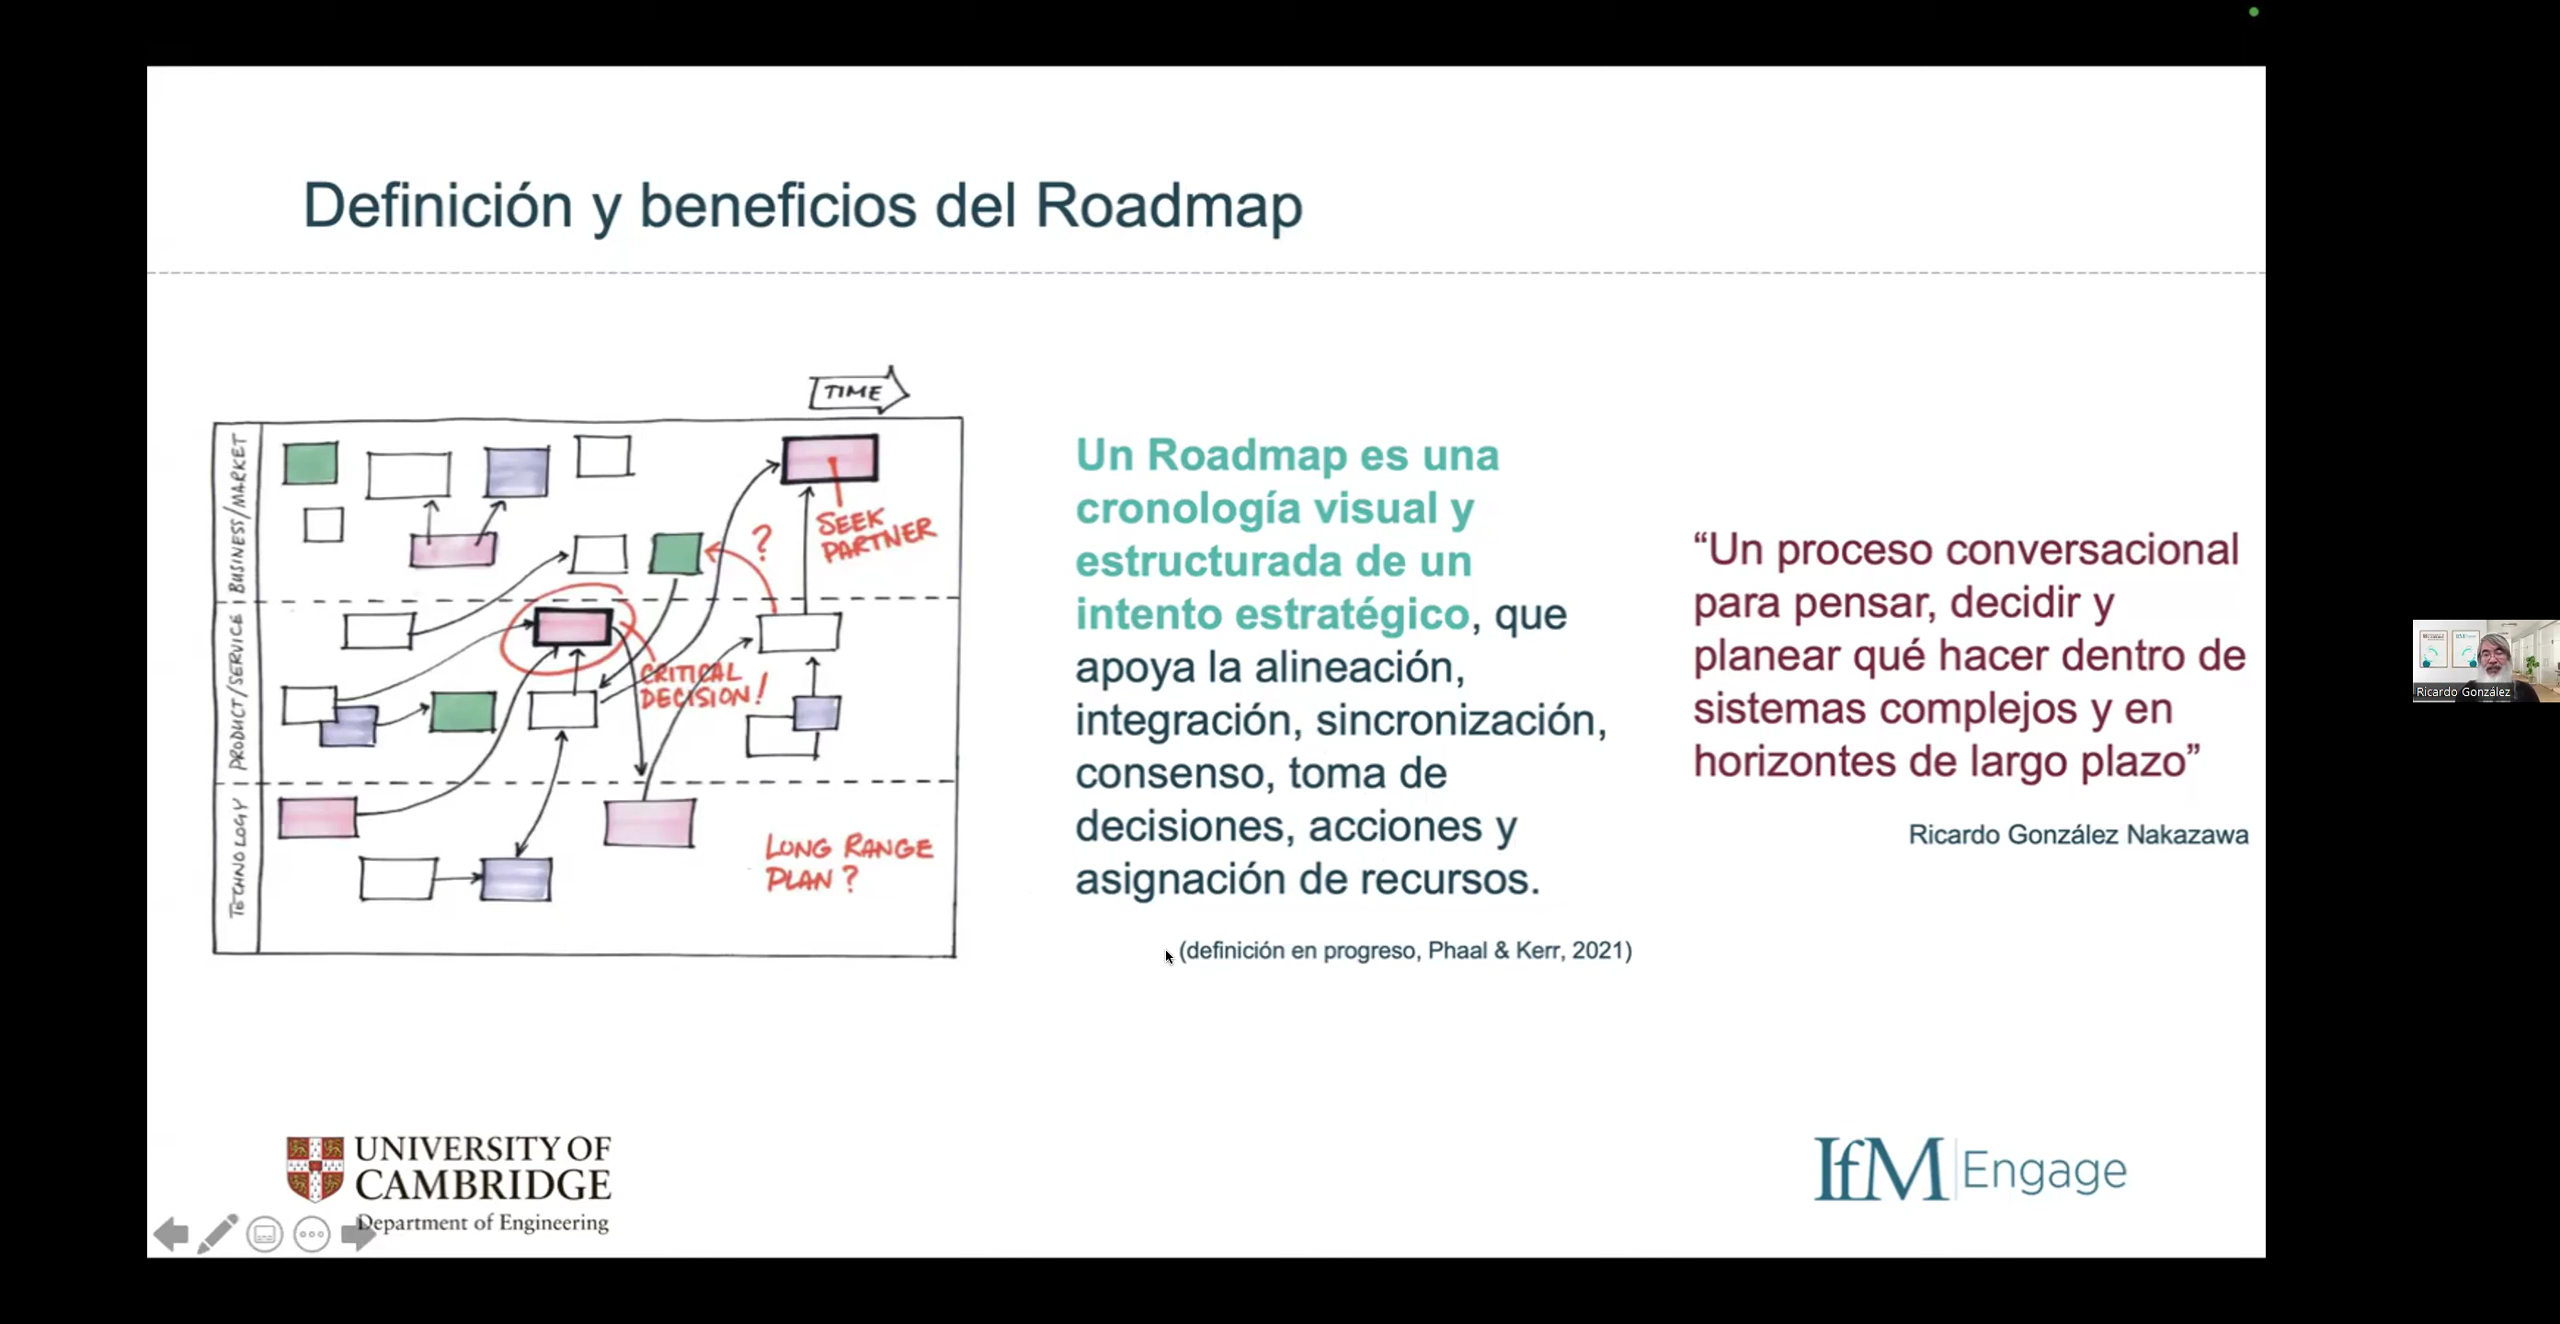 Definición y beneficios del Roadmap
TIME
BUSINESS/MARKET
PRODUCT/SERVICE
TECHNOLOGY
SEEK
PARTNER
?
CRITICAL
DECISION!
LONG RANGE
PLAN?
Un Roadmap es una
cronología visual y
estructurada de un
intento estratégico, que
apoya la alineación,
integración, sincronización,
consenso, toma de
decisiones, acciones y
asignación de recursos.
(definición en progreso, Phaal & Kerr, 2021)
“Un proceso conversacional
para pensar, decidir y
planear qué hacer dentro de
sistemas complejos y en
horizontes de largo plazo”
Ricardo González Nakazawa
Ricardo González
UNIVERSITY OF
CAMBRIDGE
Department of Engineering
IfM Engage